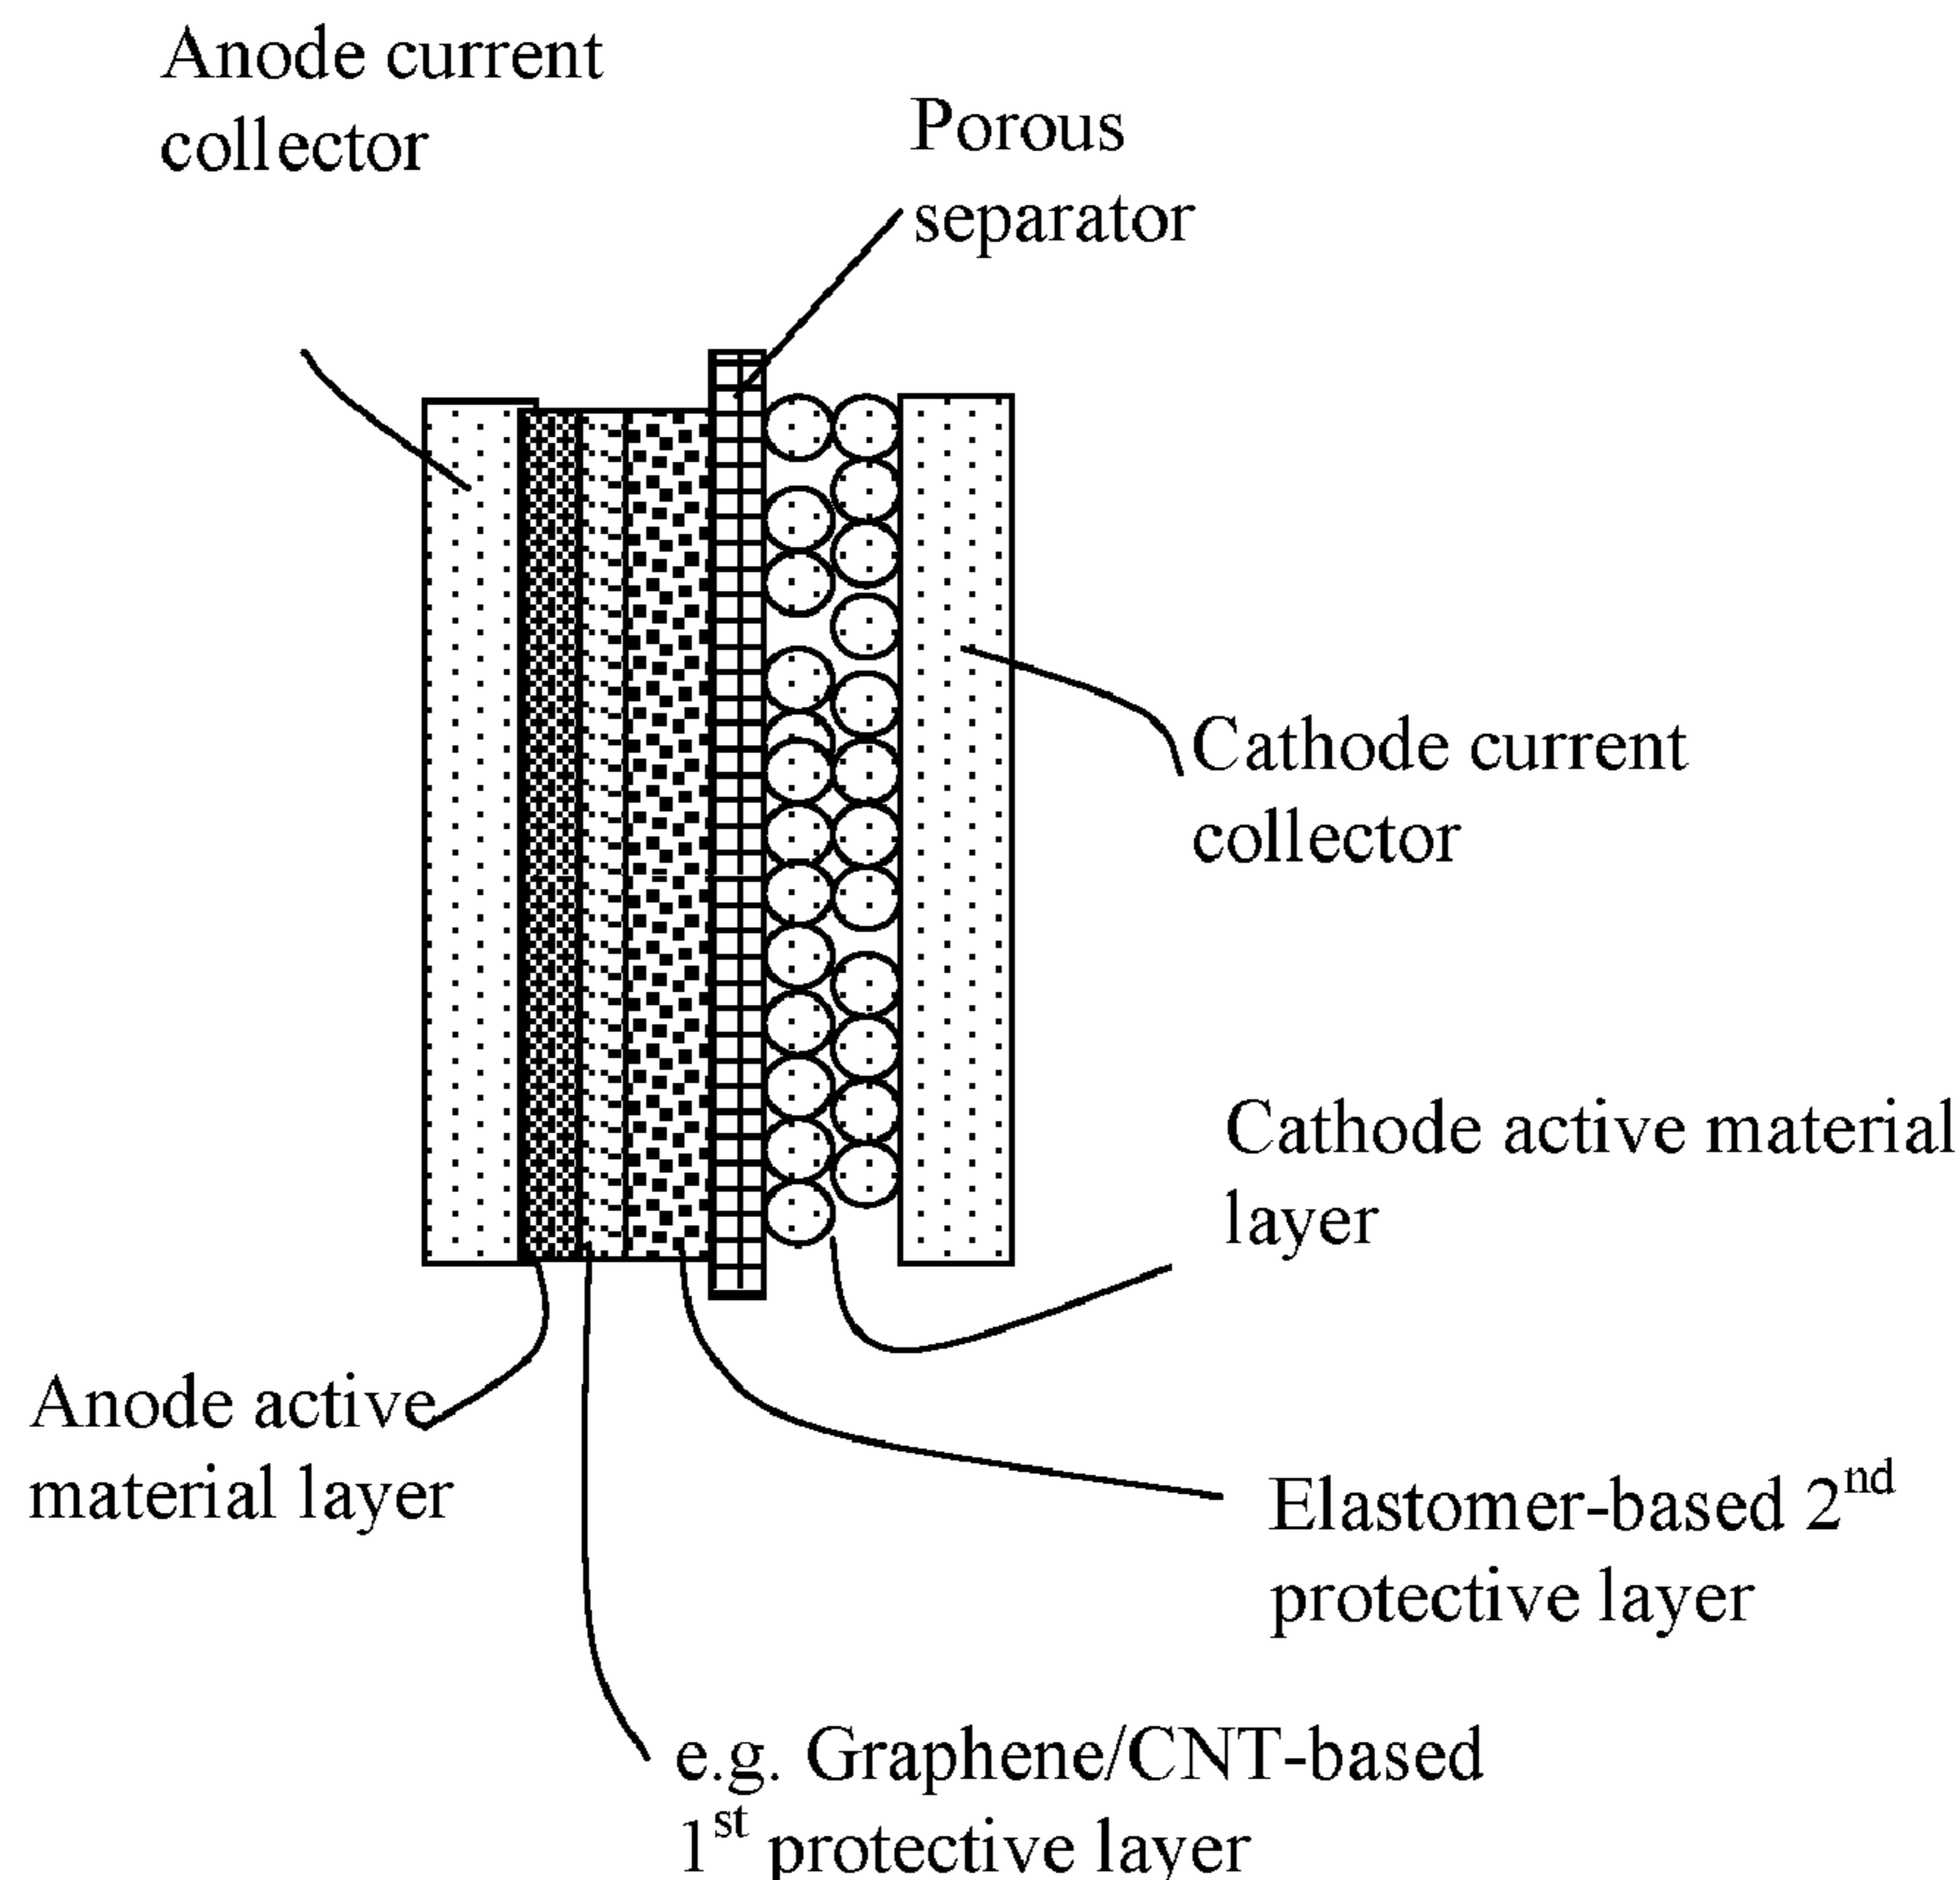 Anode current
collector
Porous
separator
Cathode current
collector
Cathode active material
layer
Anode active
material layer
Elastomer-based 2nd
protective layer
e.g. Graphene/CNT-based
1st protective layer